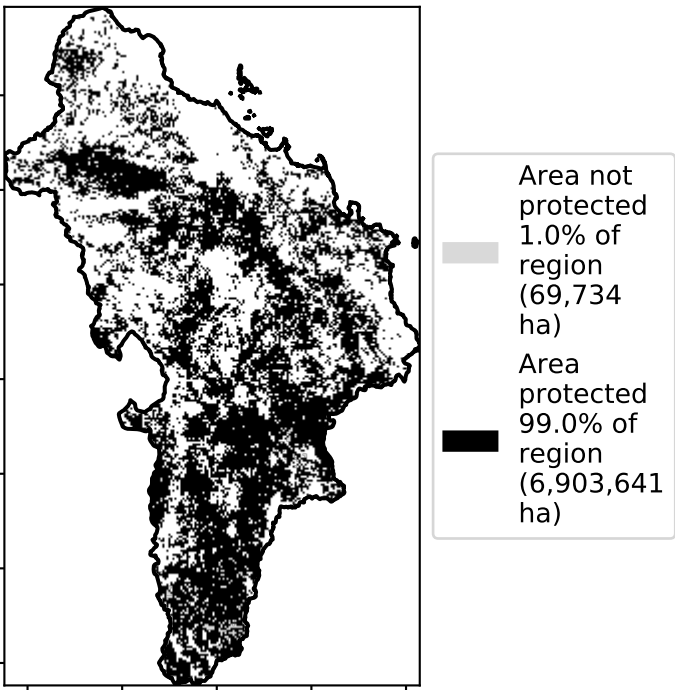 Area not
protected
1.0% of
region
(69,734
ha)
Area
protected
99.0% of
region
(6,903,641
ha)